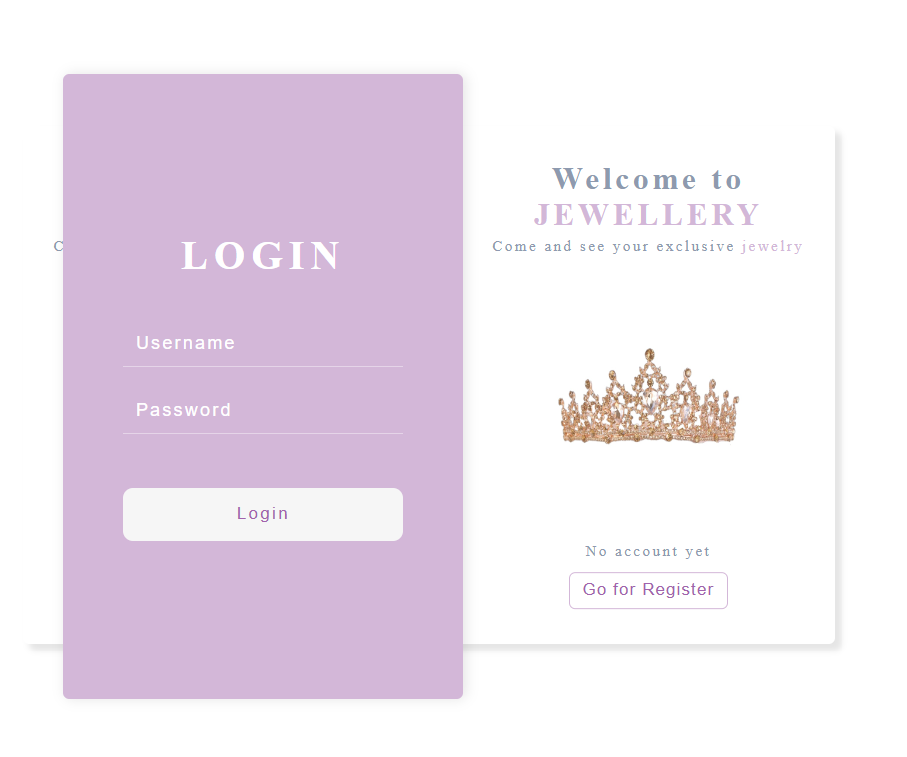 C
LOGIN
Username
Password
Login
Welcome to
JEWELLERY
Come and see your exclusive jewelry
No account yet
Go for Register